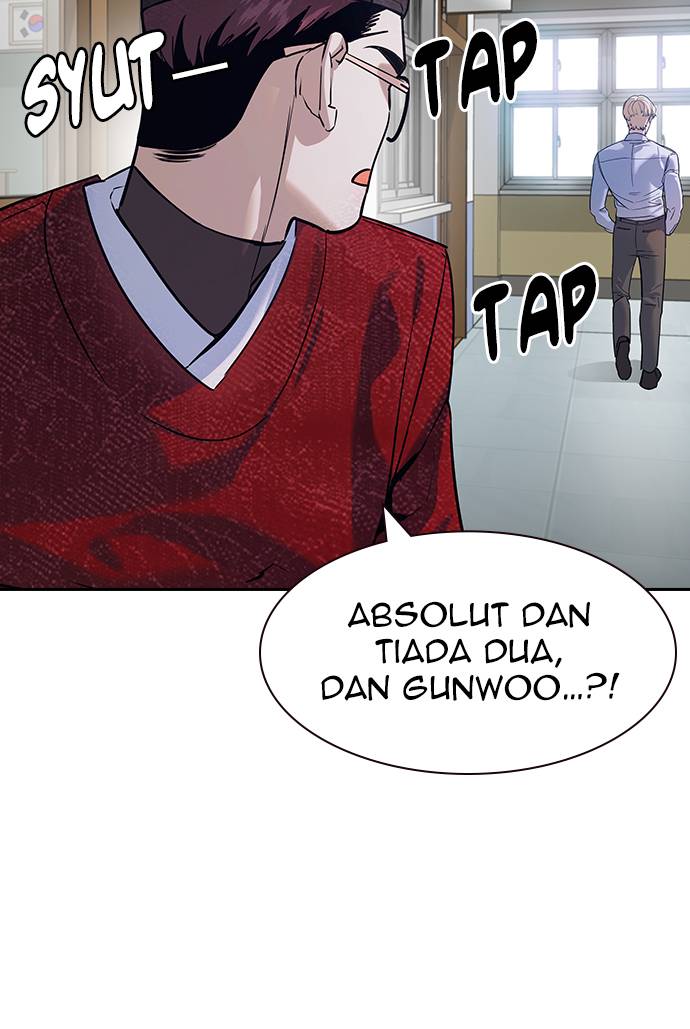 SYUT—
TAP
TAP
ABSOLUT DAN
TIADA DUA,
DAN GUNWOO...?!